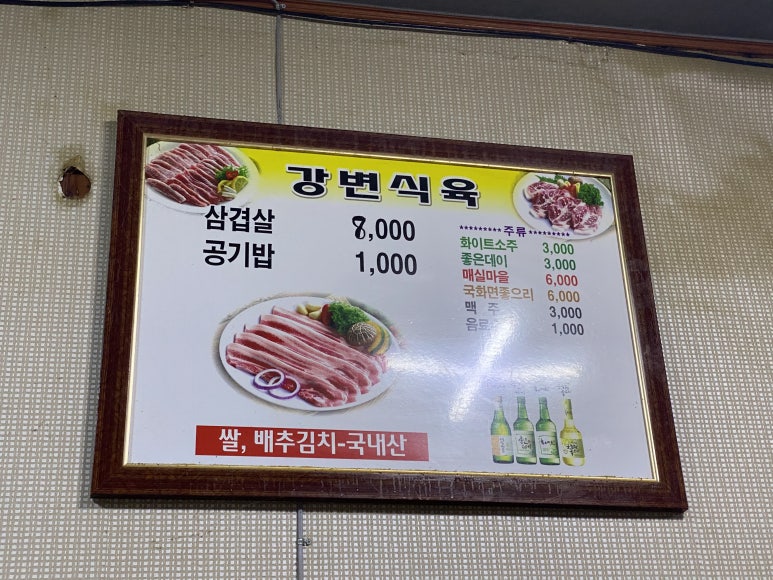 강변식육
삼겹살 8,000
공기밥 1,000
*********주류*********
화이트소주 3,000
좋은데이 3,000
매실마을 6,000
국화면좋으리 6,000
맥 주 3,000
음료 1,000
쌀, 배추김치-국내산